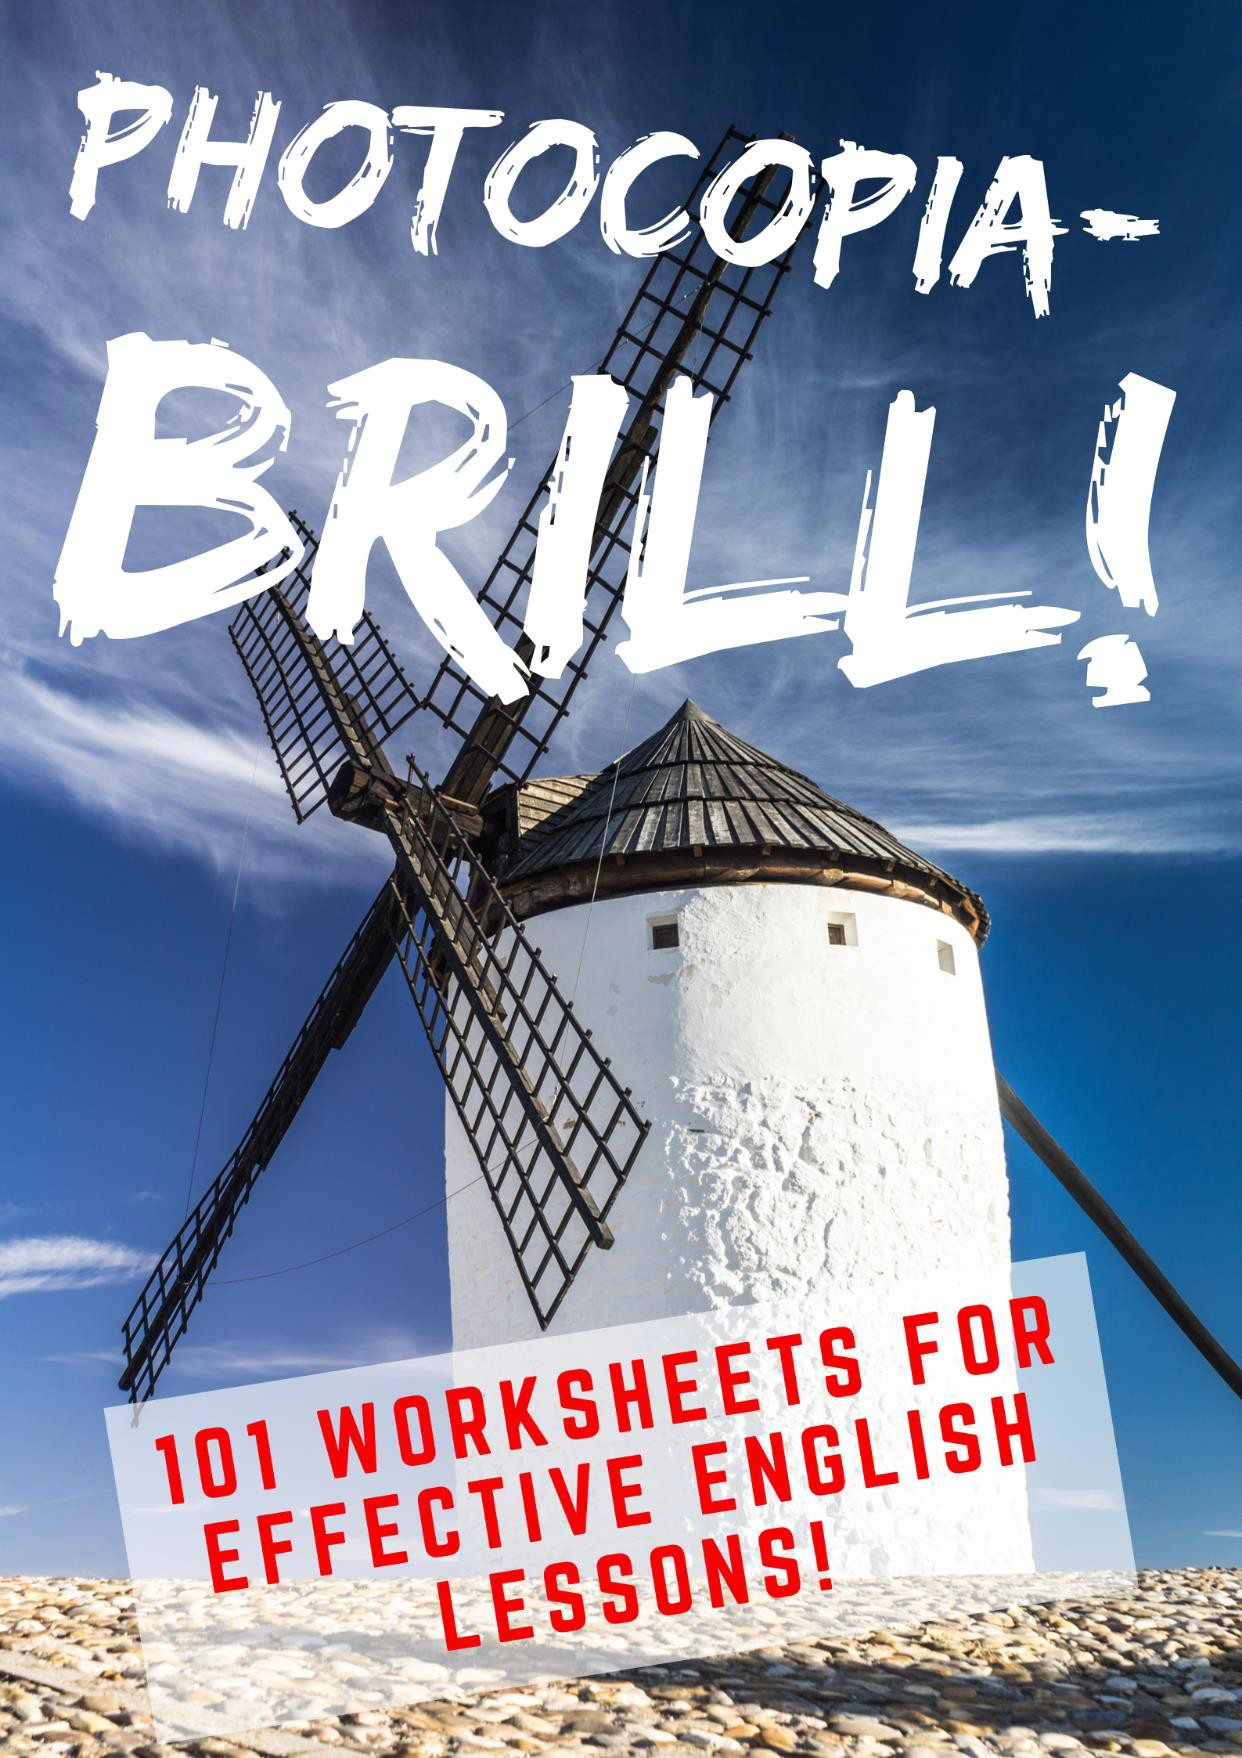 PHOTOCOPIA-
BRILL!
101 WORKSHEETS FOR
EFFECTIVE ENGLISH
LESSONS!